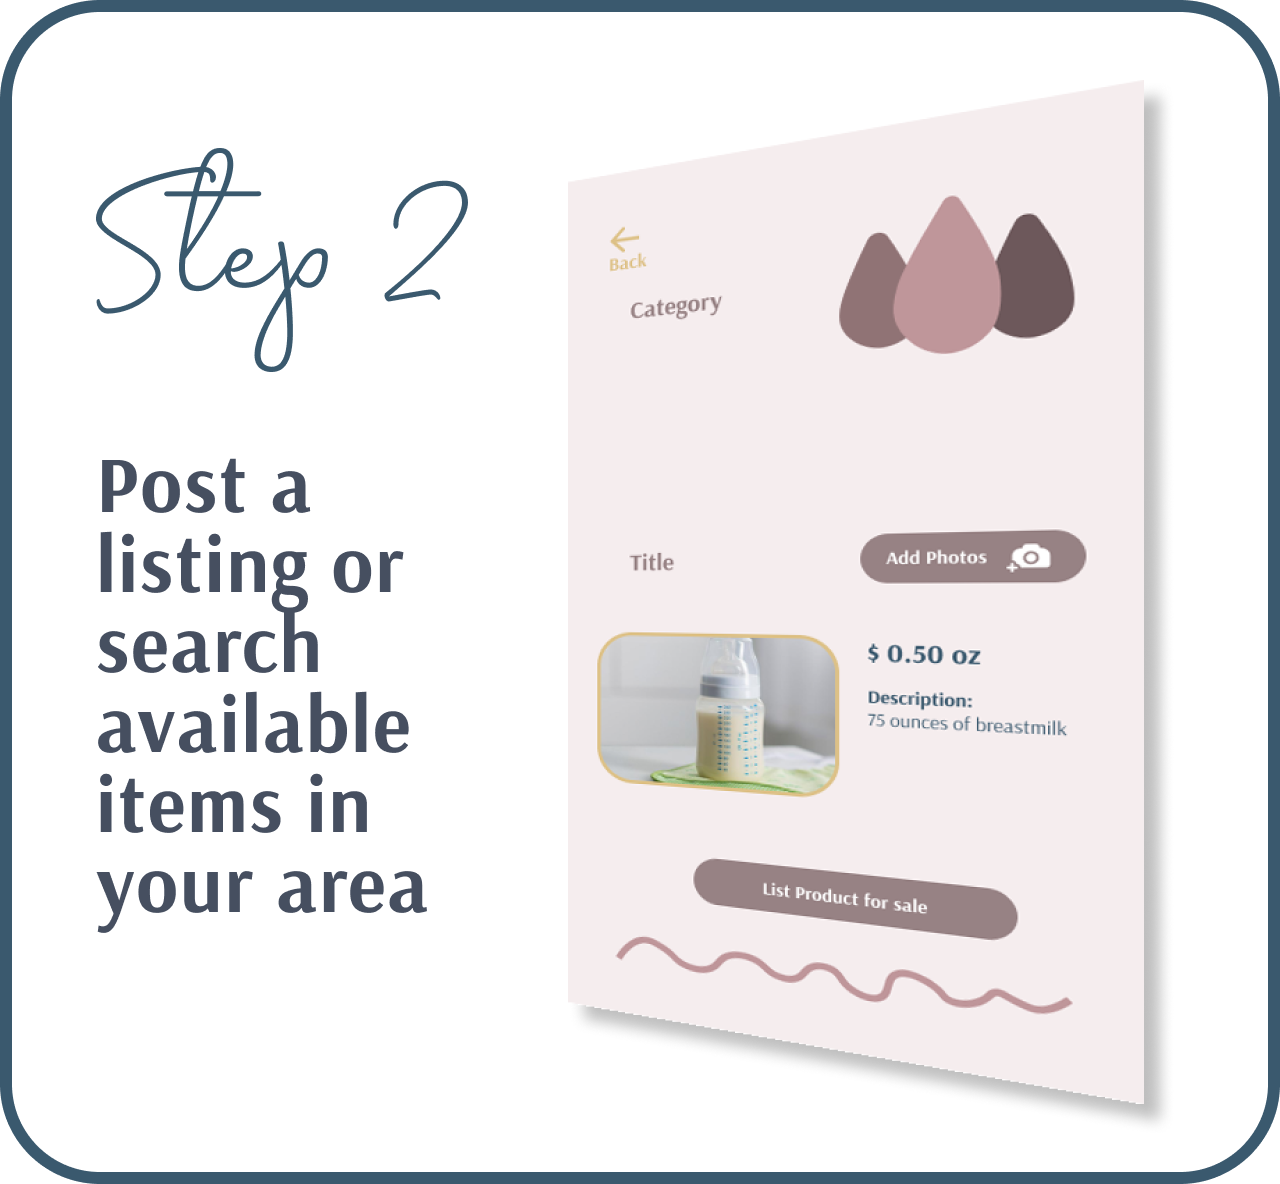 Step 2
Post a
listing or
search
available
items in
your area
Back
Category
Title
Add Photos
$ 0.50 oz
Description:
75 ounces of breastmilk
List Product for sale